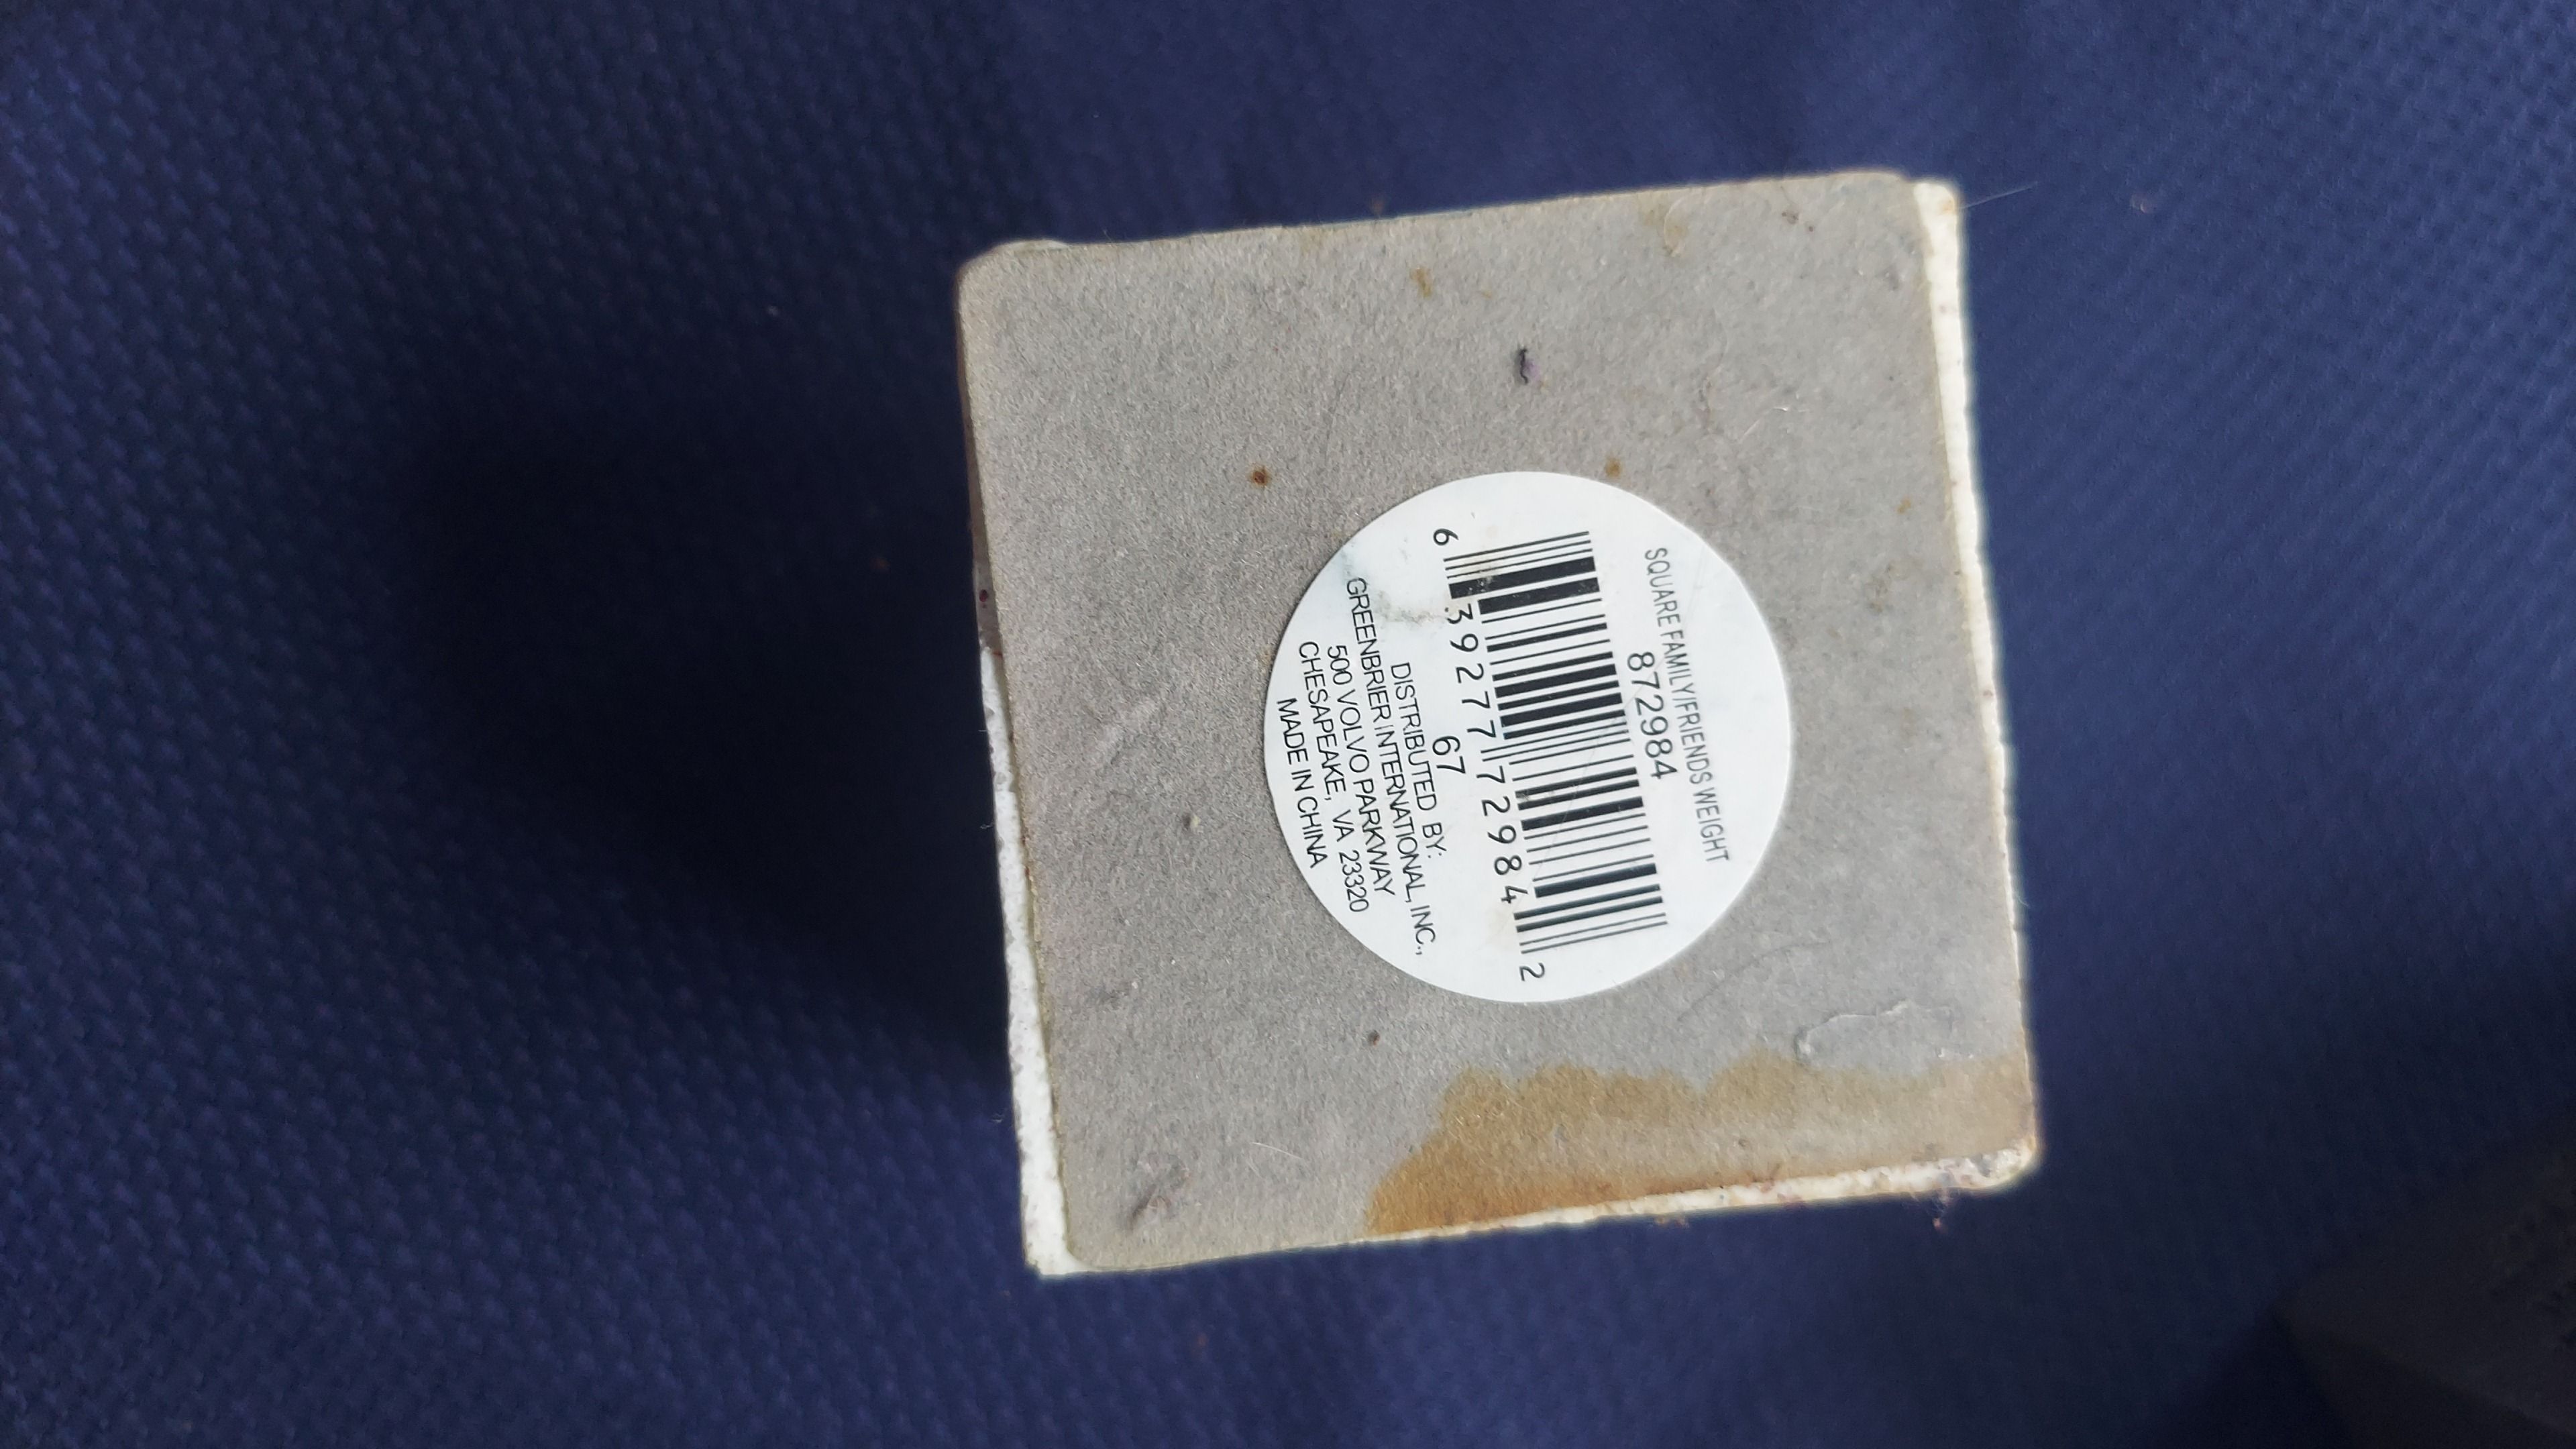 SQUARE FAMILY/FRIENDS WEIGHT
872984
6 39277 72984 2
67
DISTRIBUTED BY:
GREENBRIER INTERNATIONAL, INC.,
500 VOLVO PARKWAY
CHESAPEAKE, VA 23320
MADE IN CHINA